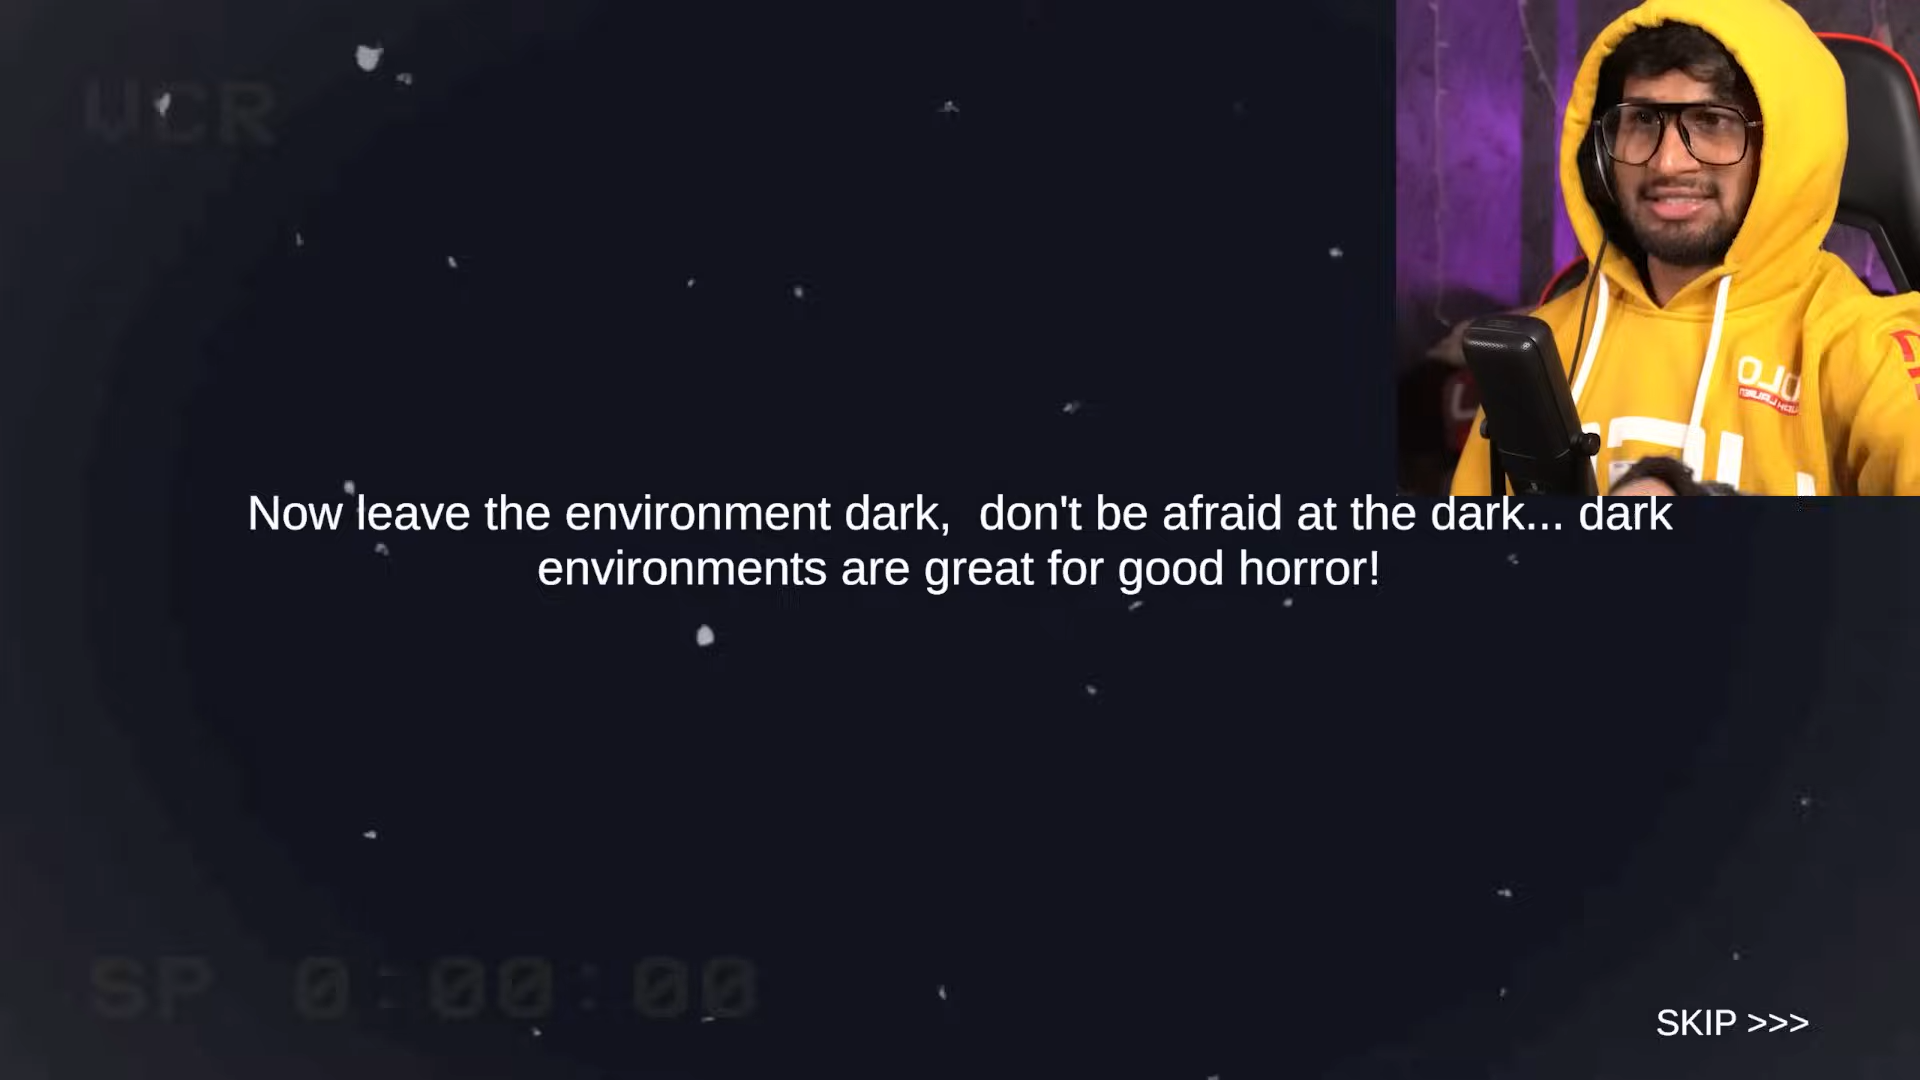 VCR
Now leave the environment dark,  don't be afraid at the dark... dark
environments are great for good horror!
SP 0:00:00
SKIP >>>